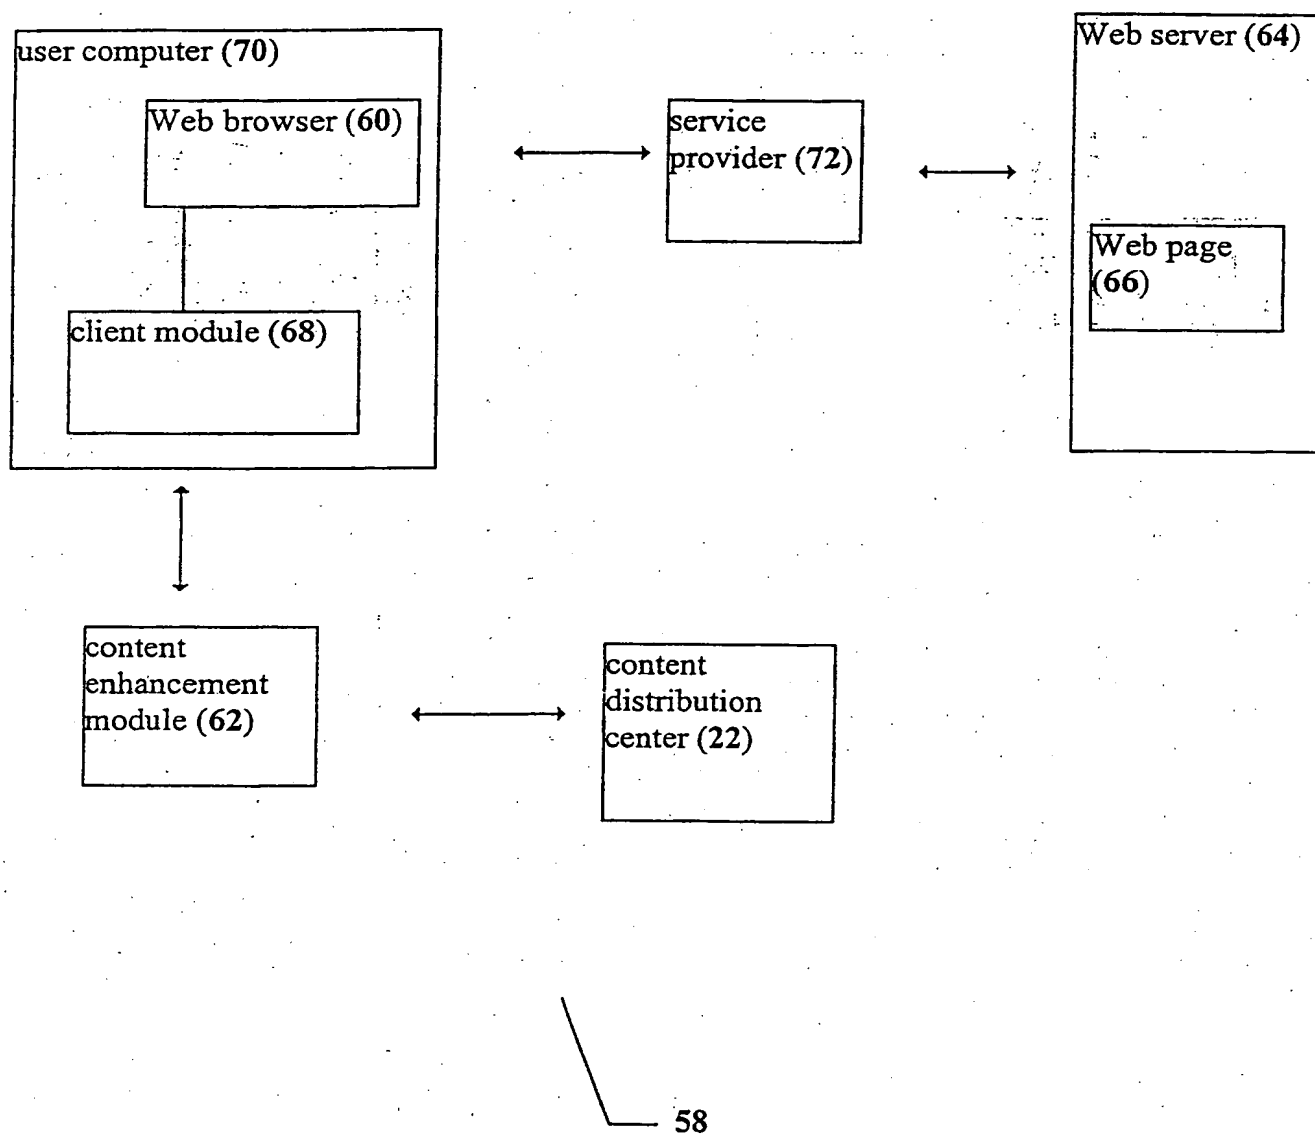 user computer (70)
Web browser (60)
client module (68)
service
provider (72)
Web server (64)
Web page
(66)
content
enhancement
module (62)
content
distribution
center (22)
58